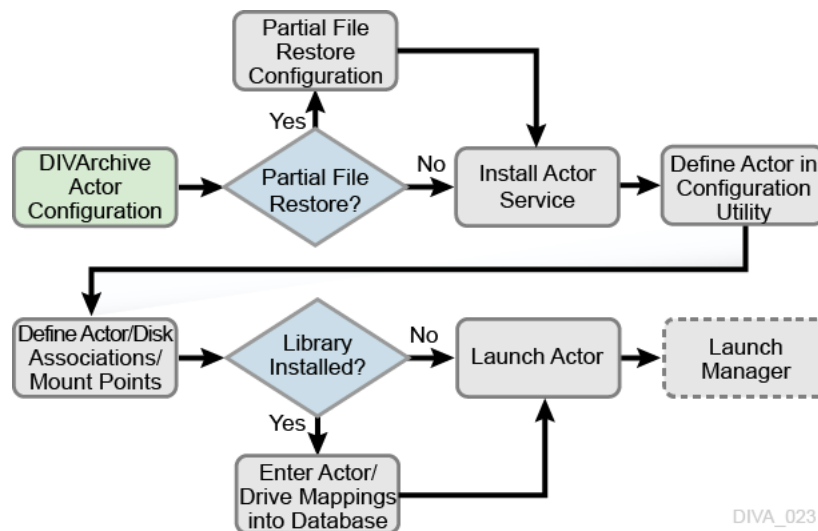 Partial File
Restore
Configuration
Yes
DIVArchive
Actor
Configuration
Partial File
Restore?
No
Install Actor
Service
Define Actor in
Configuration
Utility
Define Actor/Disk
Associations/
Mount Points
Library
Installed?
No
Launch Actor
Launch
Manager
Yes
Enter Actor/
Drive Mappings
into Database
DIVA_023